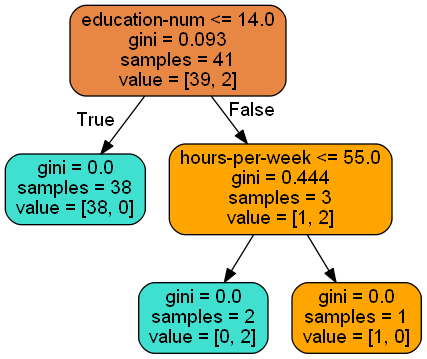 education-num <= 14.0
gini = 0.093
samples = 41
value = [39, 2]
True
False
gini = 0.0
samples = 38
value = [38, 0]
hours-per-week <= 55.0
gini = 0.444
samples = 3
value = [1, 2]
gini = 0.0
samples = 2
value = [0, 2]
gini = 0.0
samples = 1
value = [1, 0]